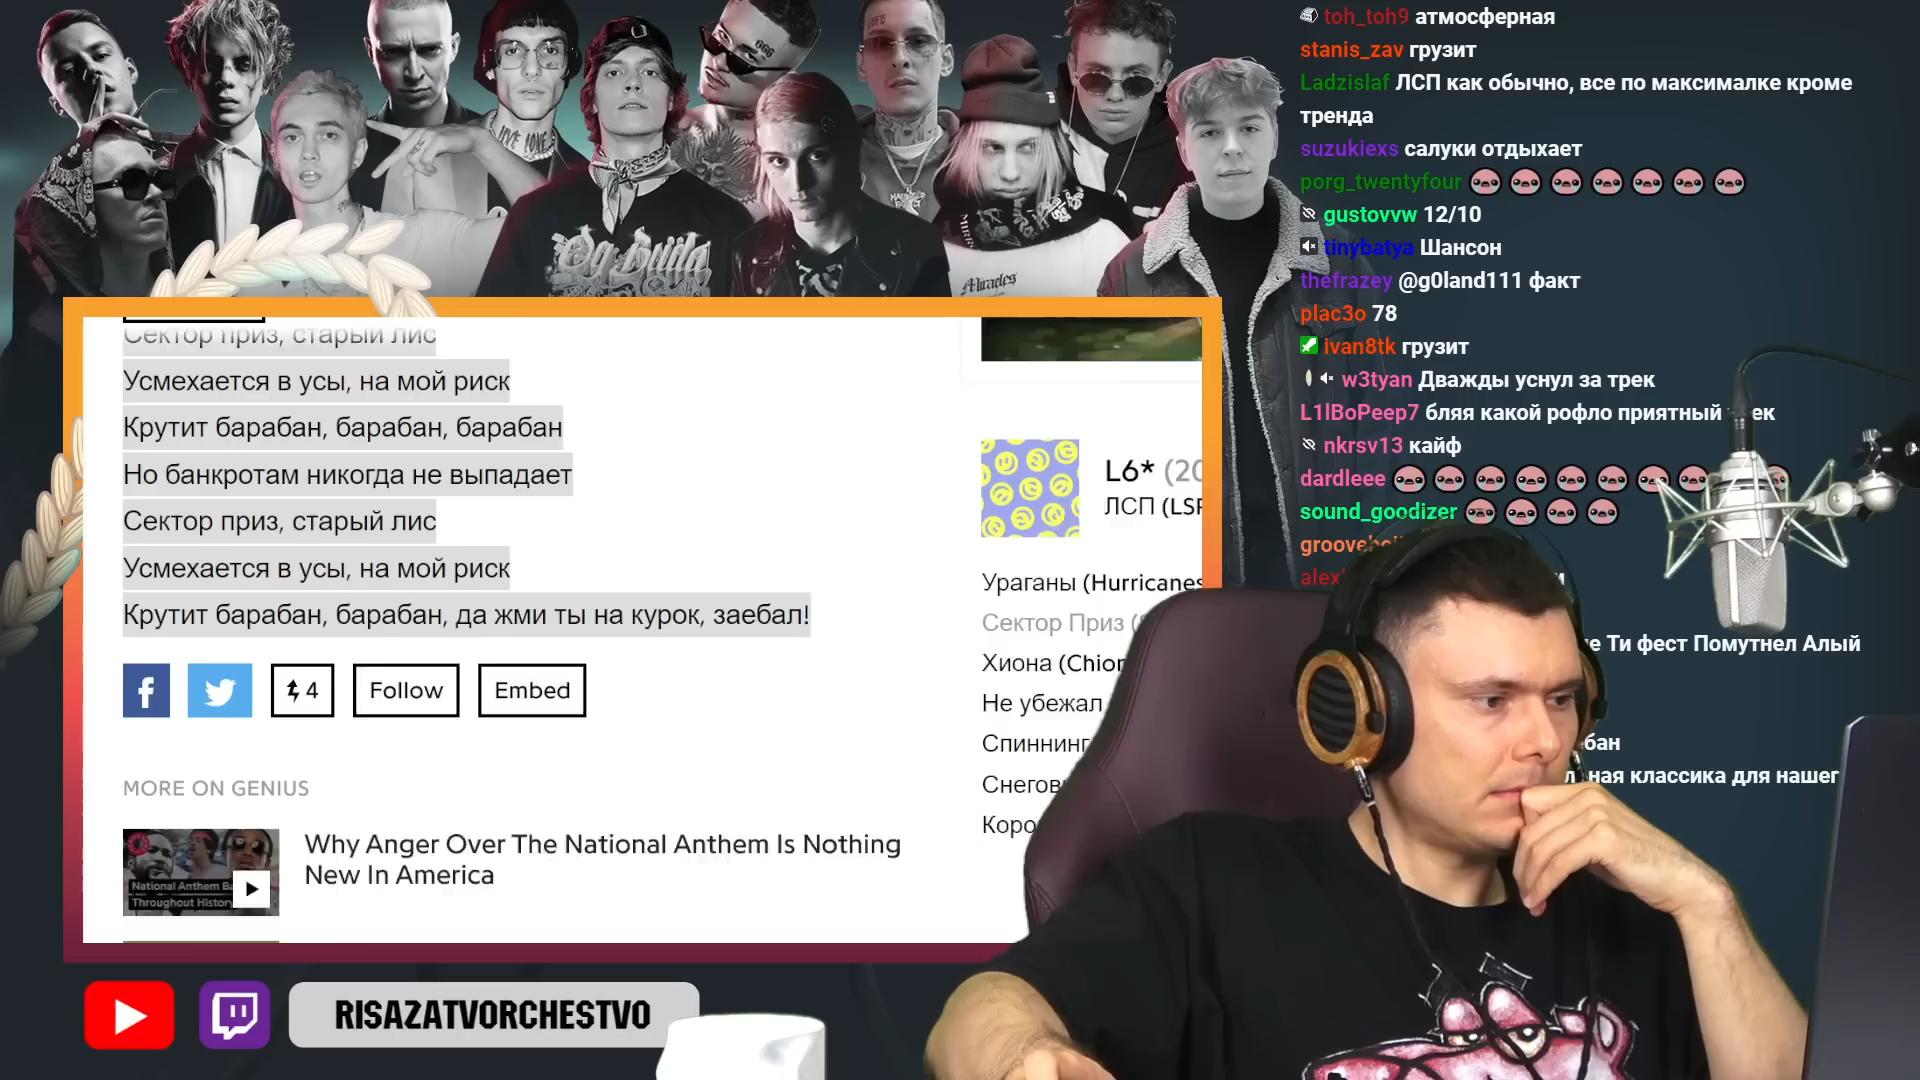 Сектор приз, старый лис
Усмехается в усы, на мой риск
Крутит барабан, барабан, барабан
Но банкротам никогда не выпадает
Сектор приз, старый лис
Усмехается в усы, на мой риск
Крутит барабан, барабан, да жми ты на курок, заебал!
4
Follow
Embed
MORE ON GENIUS
National Anthem
Throughout History
Why Anger Over The National Anthem Is Nothing
New In America
L6*
ЛСП
Ураганы (Hurricanes
Сектор Приз
Хиона
Не убежал
Спиннинг
RISAZATVORCHESTVO
toh_toh9 атмосферная
stanis_zav грузит
Ladzislaf ЛСП как обычно, все по максималке кроме
тренда
suzukiexs салуки отдыхает
porg_twentyfour
gustovvw 12/10
tinybatya Шансон
thefrazey @g0land111 факт
plac3o 78
ivan8tk грузит
w3tyan Дважды уснул за трек
L1lBoPeep7 бляя какой рофло приятный
nkrsv13 кайф
dardleee
sound_goodizer
Ти фест Помутнел Алый
классика для нашег